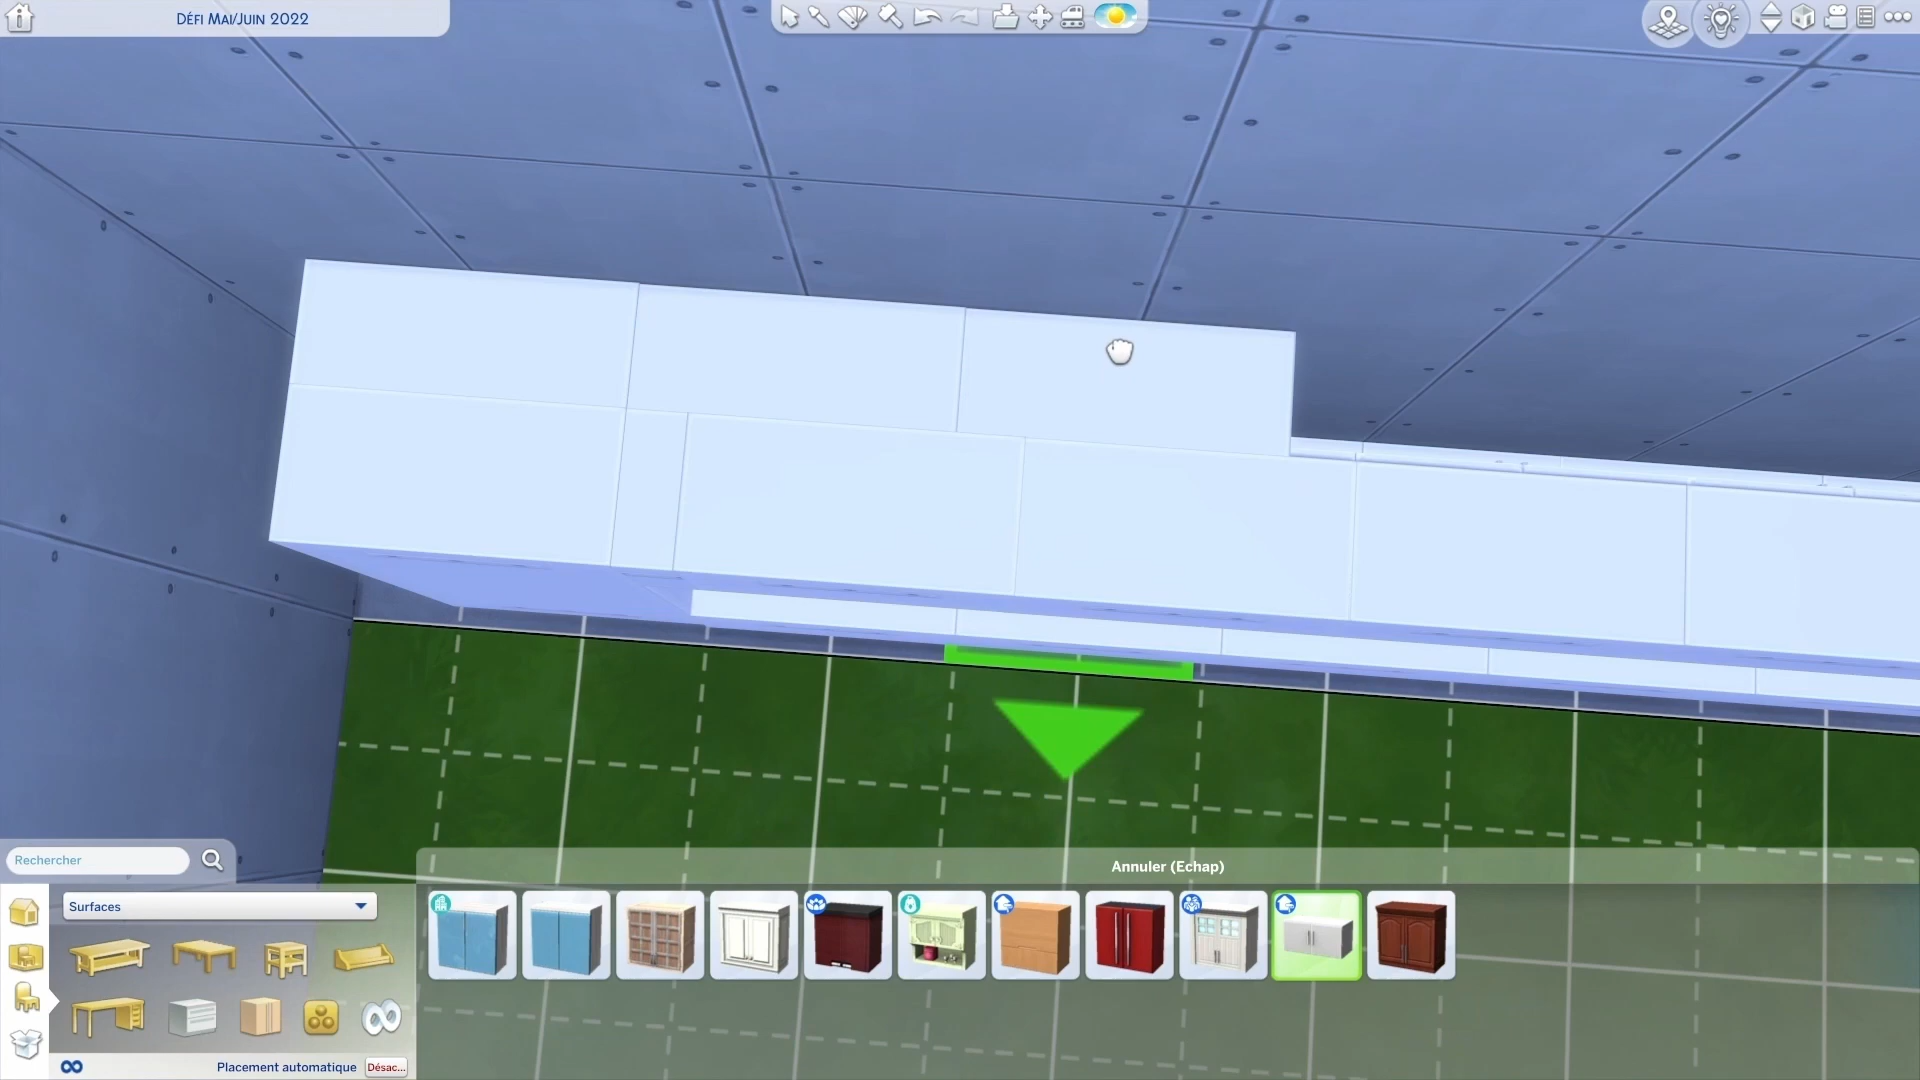 Défi Mai/Juin 2022
Rechercher
Annuler (Echap)
Surfaces
Placement automatique
Désac...